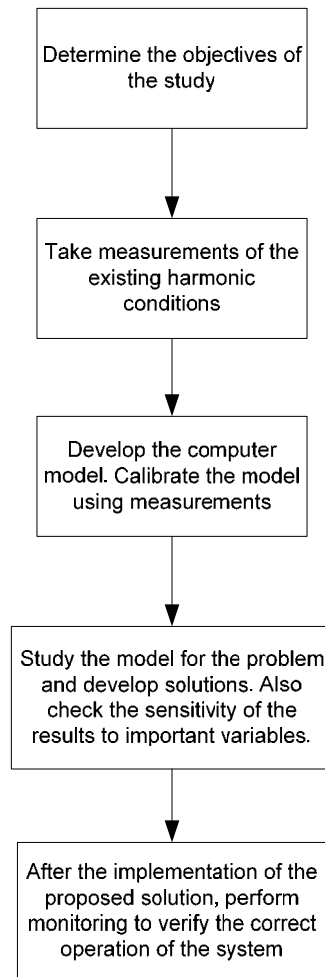 Determine the objectives of
the study
Take measurements of the
existing harmonic
conditions
Develop the computer
model. Calibrate the model
using measurements
Study the model for the problem
and develop solutions. Also
check the sensitivity of the
results to important variables.
After the implementation of the
proposed solution, perform
monitoring to verify the correct
operation of the system